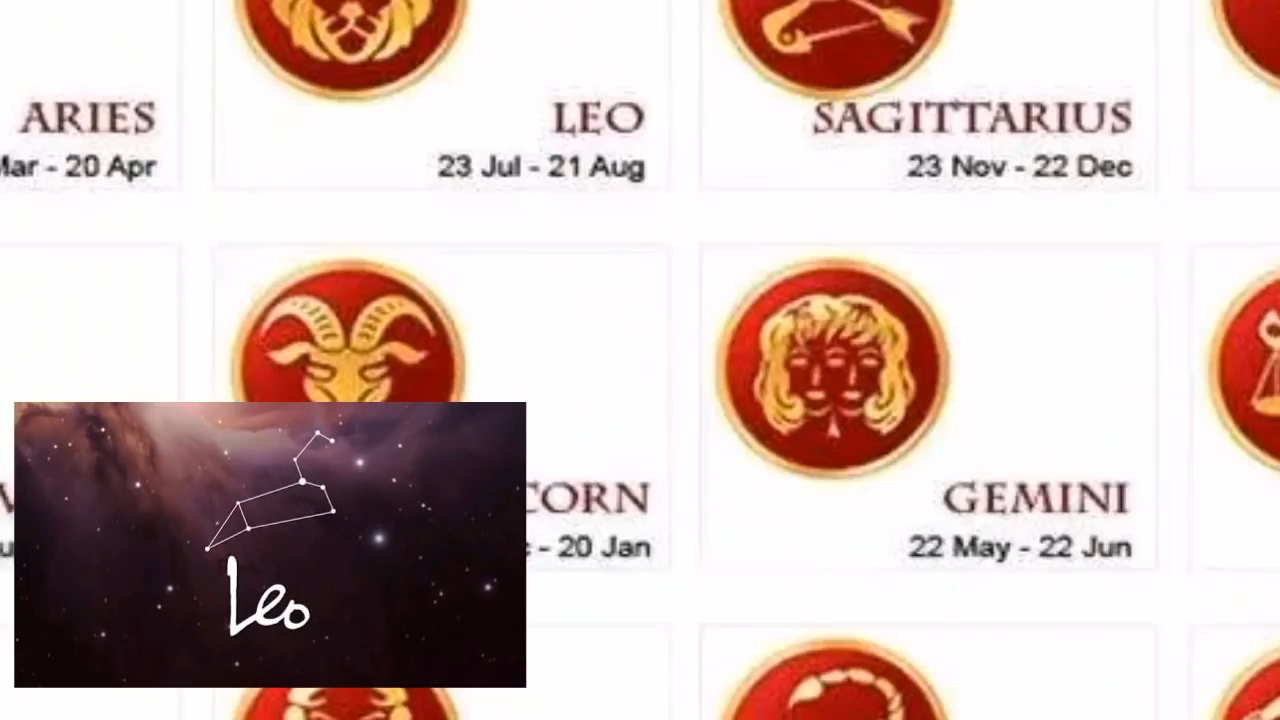 ARIES
LEO
SAGITTARIUS
Mar - 20 Apr
23 Jul - 21 Aug
23 Nov - 22 Dec
CORN
GEMINI
- 20 Jan
22 May - 22 Jun
Leo